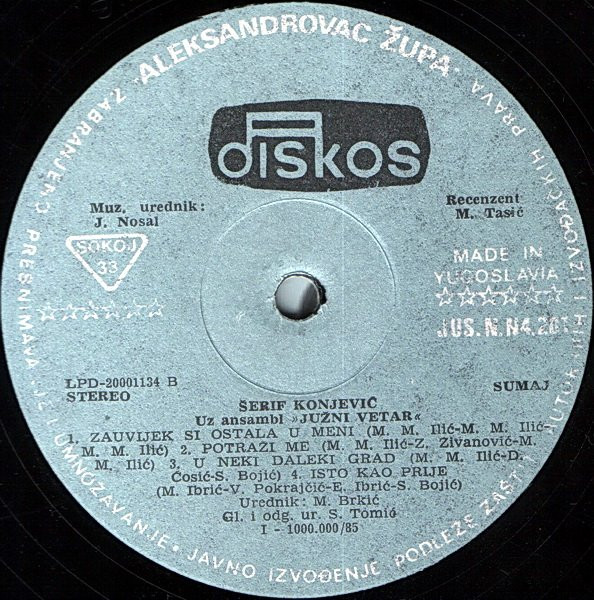 "ALEKSANDROVAC ŽUPA"
diskos
Muz. urednik:
J. Nosal
Recenzent
M. Tasić
SOKOJ
33
MADE IN
YUGOSLAVIA
JUS.N.N4.201
LPD-20001134 B
STEREO
SUMAJ
ŠERIF KONJEVIĆ
Uz ansambl »JUŽNI VETAR«
1. ZAUVIJEK SI OSTALA U MENI (M. M. Ilić-M. M. Ilić-
M. M. Ilić) 2. POTRAŽI ME (M. M. Ilić-Z. Živanović-M.
M. Ilić) 3. U NEKI DALEKI GRAD (M. M. Ilić-D.
Ćosić-S. Bojić) 4. ISTO KAO PRIJE
(M. Ibrić-V. Pokrajčić-E. Ibrić-S. Bojić)
Urednik: M. Brkić
Gl. i odg. ur. S. Tomić
I - 1000.000/85
ZABRANJENO PRESNIMAVANJE I UMNOŽAVANJE • JAVNO IZVOĐENJE PODLEŽE ZAŠTITI AUTORSKIH I IZVOĐAČKIH PRAVA